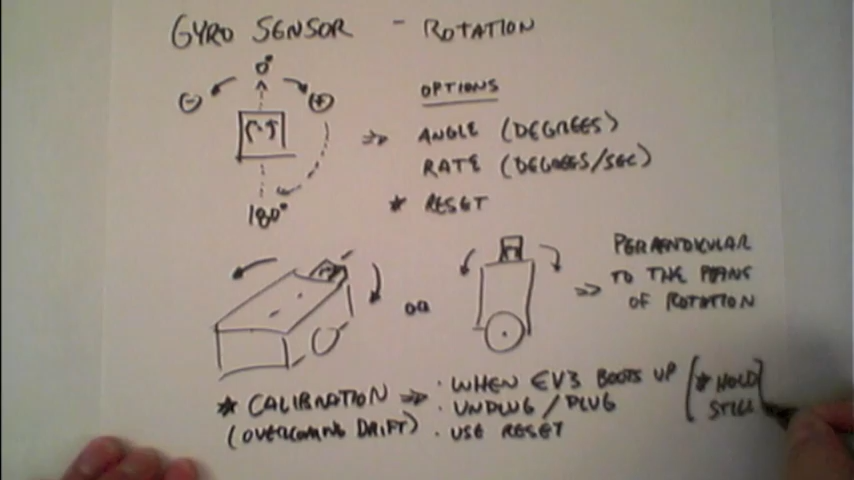 GYRO SENSOR - ROTATION
0°
- +
OPTIONS
⇒ ANGLE (DEGREES)
RATE (DEGREES/SEC)
* RESET
180°
PERPENDICULAR
TO THE PLANE
OF ROTATION
OR
* CALIBRATION ⇒ · WHEN EV3 BOOTS UP (* HOLD
STILL
· UNPLUG / PLUG
(OVERCOMING DRIFT) · USE RESET